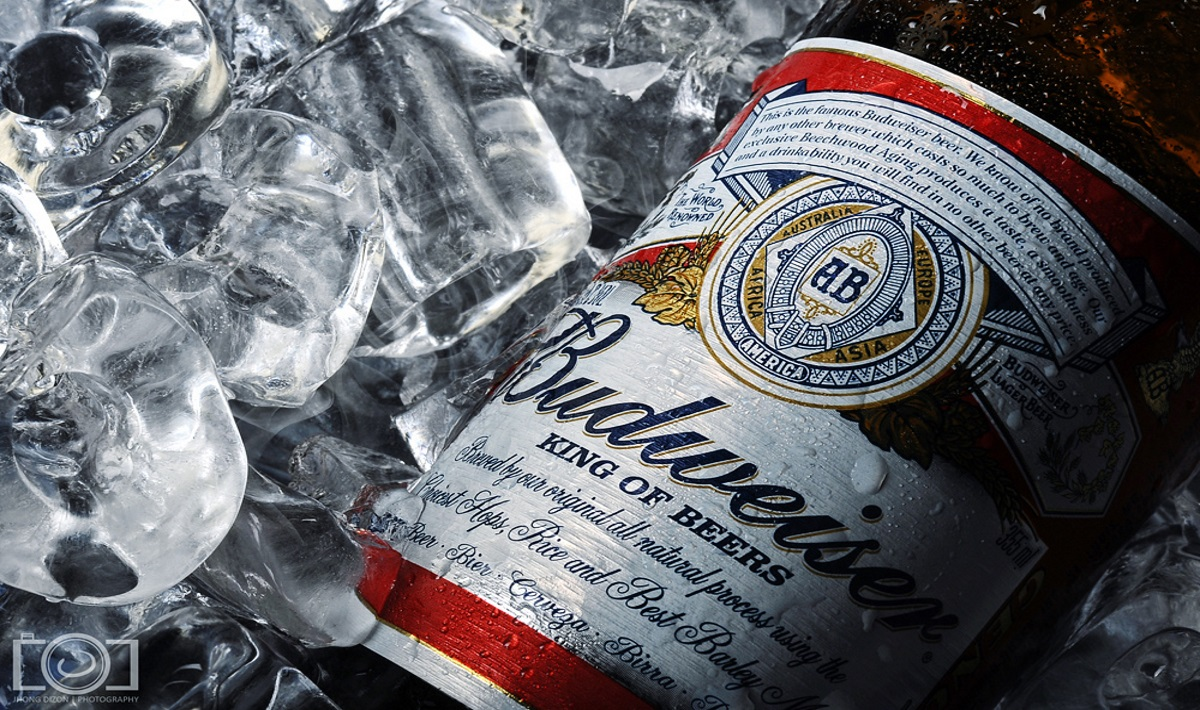 This is the famous Budweiser beer. We know of no brand produced
by any other brewer which costs so much to brew and age. Our
exclusive Beechwood Aging produces a taste, a smoothness,
and a drinkability you will find in no other beer at any price.
THE WORLD
RENOWNED
AUSTRALIA
EUROPE
AFRICA
AB
ASIA
AMERICA
BUDWEISER
LAGER BEER
Budweiser
KING OF BEERS
Brewed by our original all natural process using the
Choicest Hops, Rice and Best Barley
Beer · Bier · Cerveza · Birra ·
355ml
JHONG DIZON | PHOTOGRAPHY